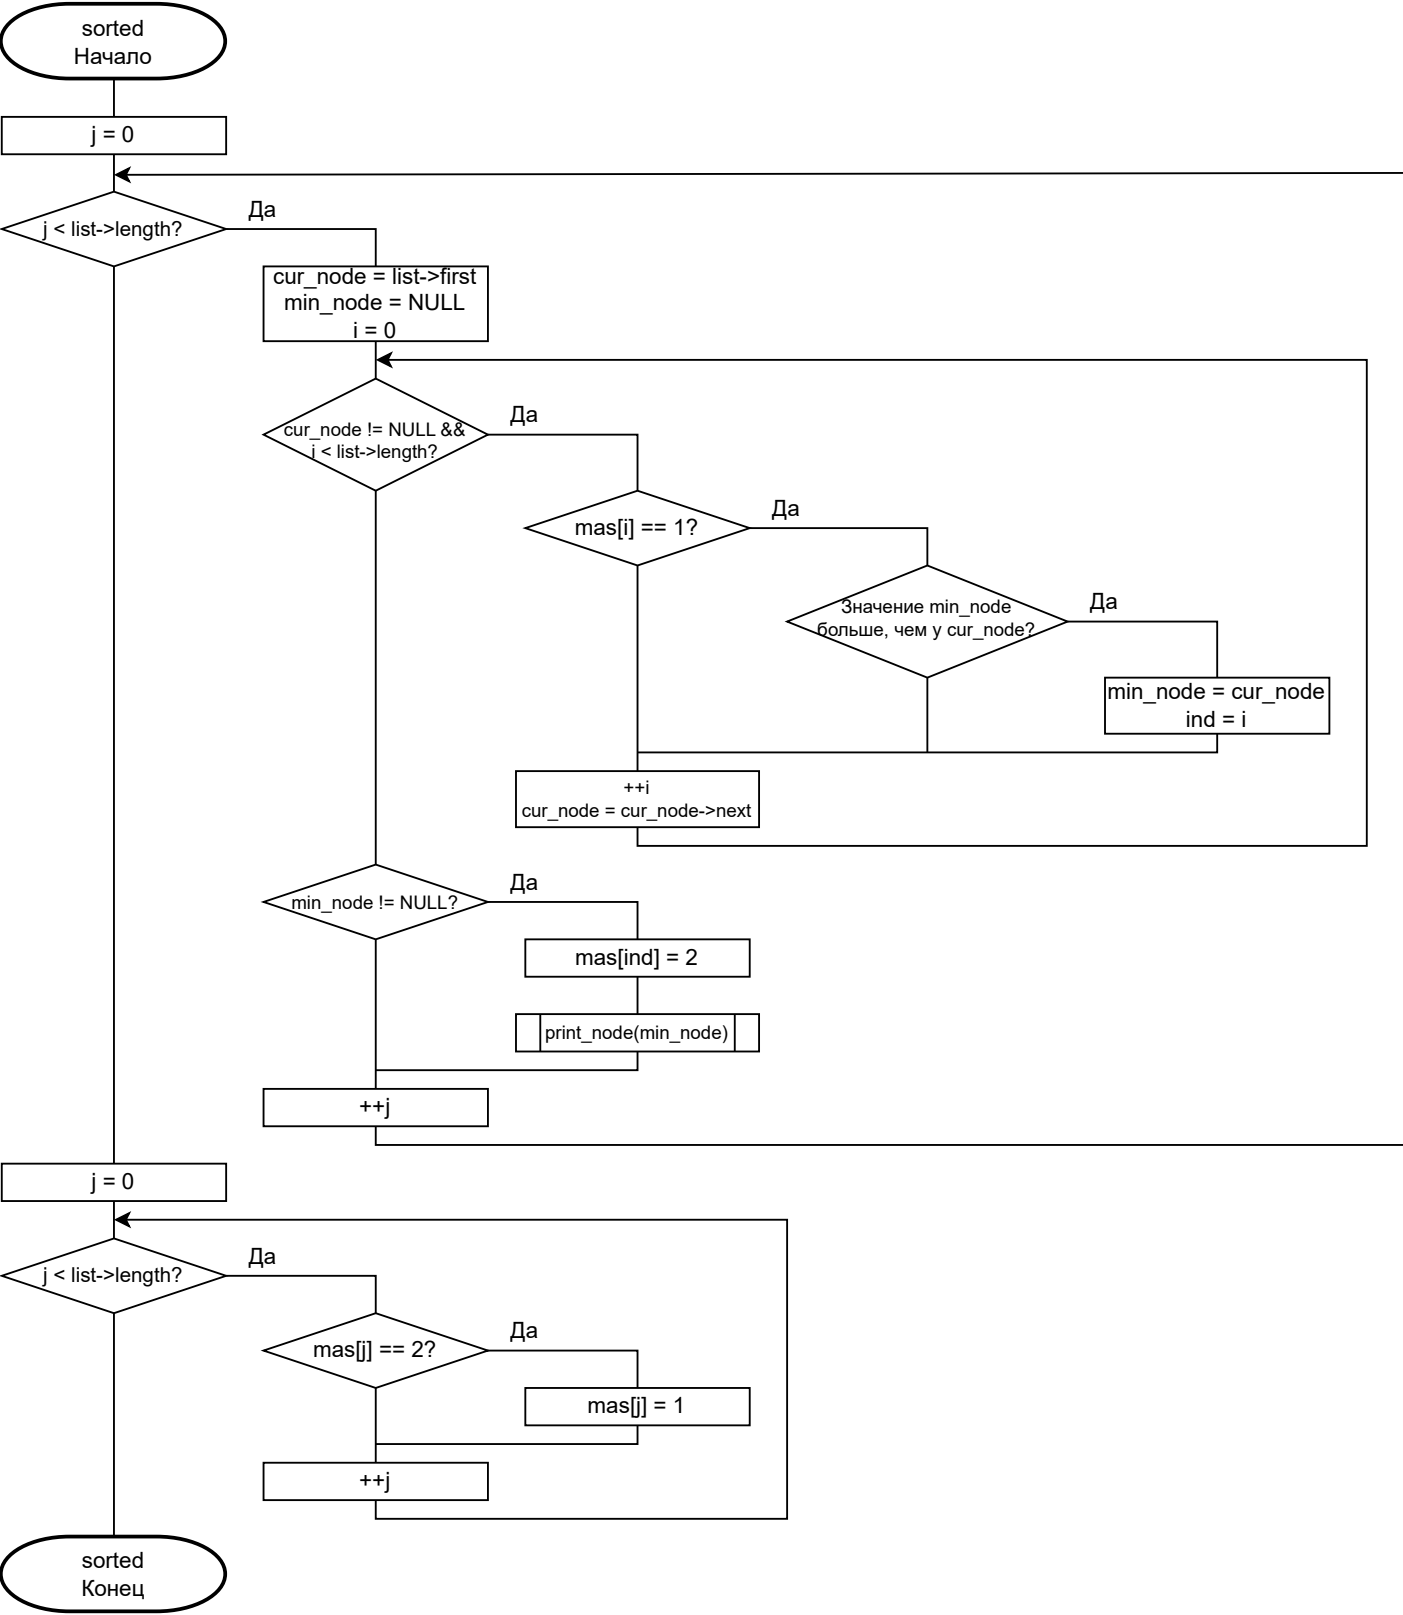 sorted
Начало
j = 0
j < list->length?
Да
cur_node = list->first
min_node = NULL
i = 0
cur_node != NULL &&
i < list->length?
Да
mas[i] == 1?
Да
Значение min_node
больше, чем у cur_node?
Да
min_node = cur_node
ind = i
++i
cur_node = cur_node->next
min_node != NULL?
Да
mas[ind] = 2
print_node(min_node)
++j
j = 0
j < list->length?
Да
mas[j] == 2?
Да
mas[j] = 1
++j
sorted
Конец